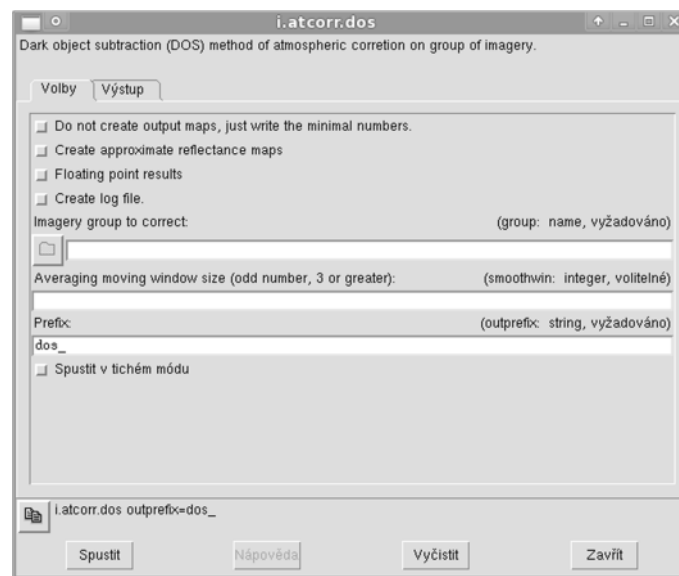 i.atcorr.dos
Dark object subtraction (DOS) method of atmospheric corretion on group of imagery.
Volby Výstup
Do not create output maps, just write the minimal numbers.
Create approximate reflectance maps
Floating point results
Create log file.
Imagery group to correct: (group: name, vyžadováno)
Averaging moving window size (odd number, 3 or greater): (smoothwin: integer, volitelné)
Prefix: (outprefix: string, vyžadováno)
dos_
Spustit v tichém módu
i.atcorr.dos outprefix=dos_
Spustit Nápověda Vyčistit Zavřít